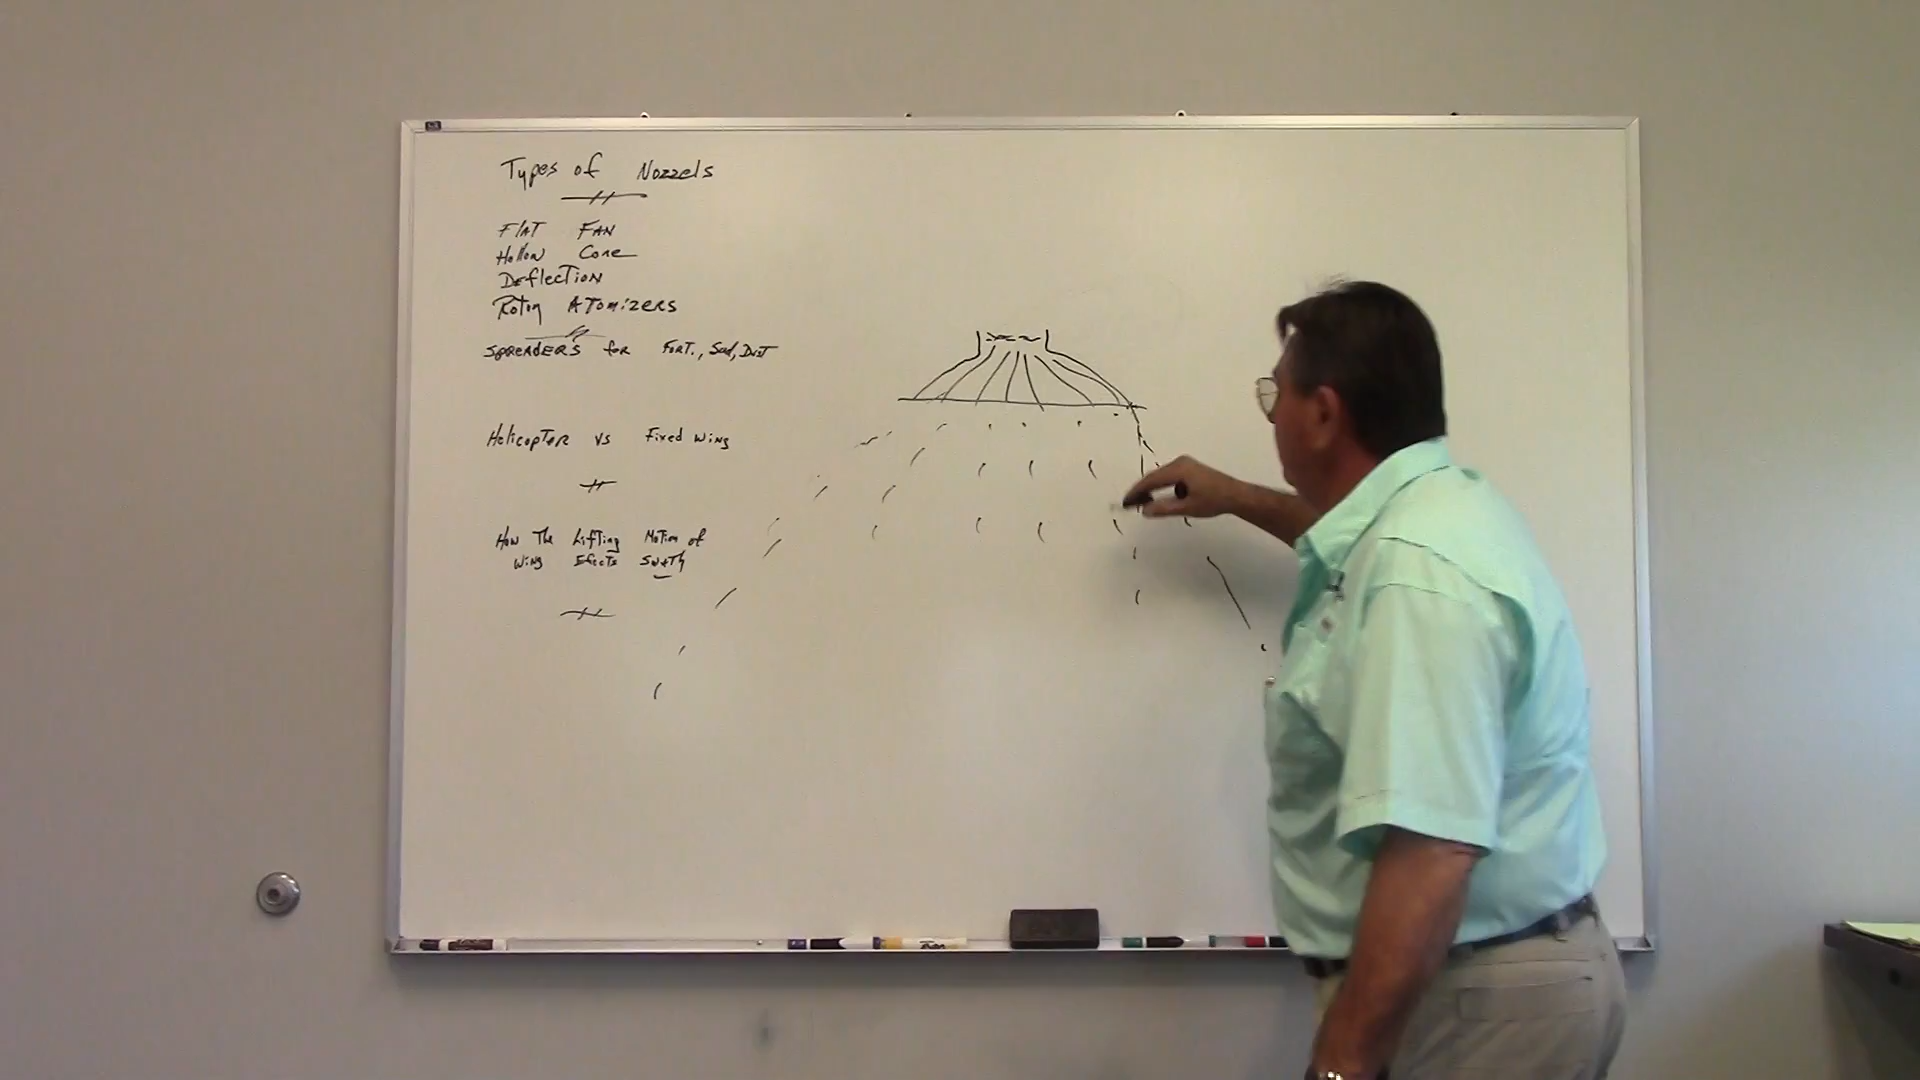 Types of Nozzels
Flat Fan
Hollow Cone
Deflection
Rotory Atomizers
Spreaders for Fert., Seed, Dust
Helicopter vs Fixed Wing
How The Lifting Motion of
Wing Effects Swath